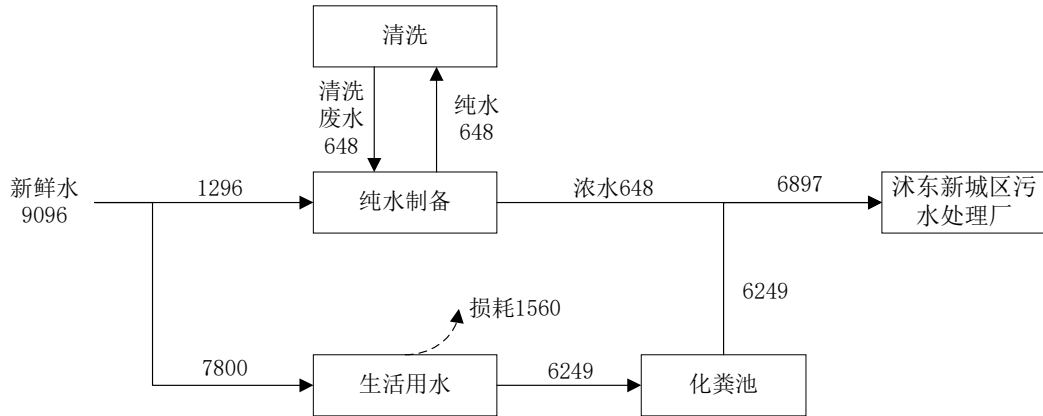 清洗
清洗
废水
648
纯水
648
新鲜水
9096
1296
纯水制备
浓水648
6897
沭东新城区污
水处理厂
6249
损耗1560
7800
生活用水
6249
化粪池